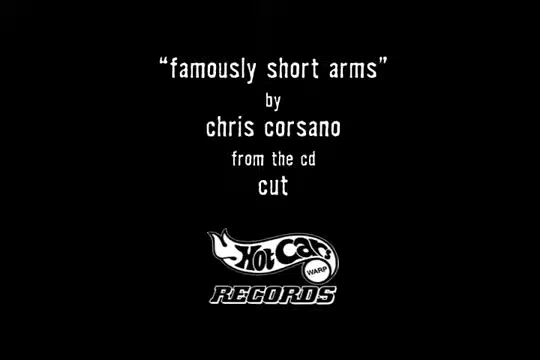 “famously short arms”
by
chris corsano
from the cd
cut
Hot Cars
WARP
RECORDS